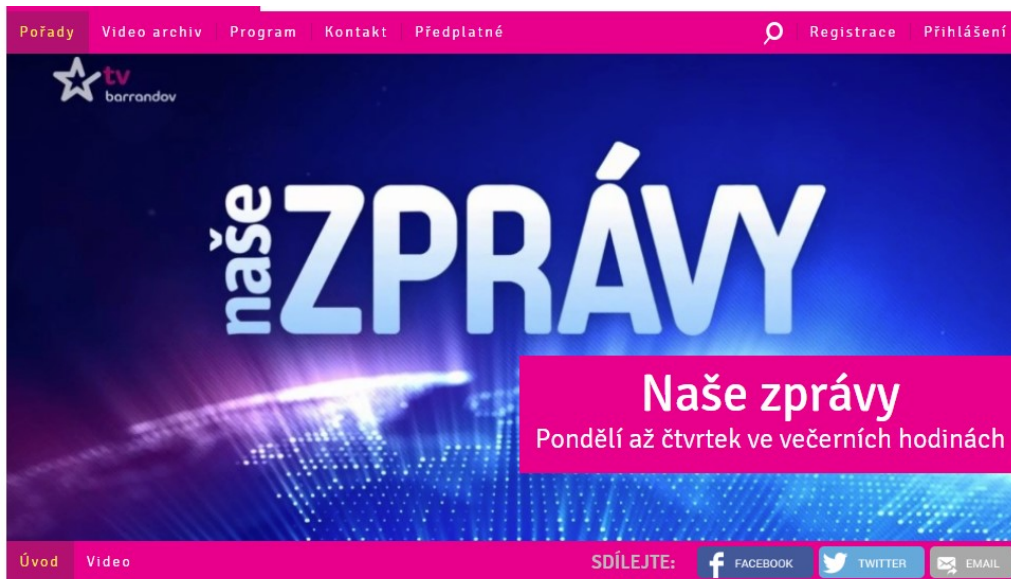 Pořady Video archiv Program Kontakt Předplatné Registrace Přihlášení
tv
barrandov
naše ZPRÁVY
Naše zprávy
Pondělí až čtvrtek ve večerních hodinách
Úvod Video SDÍLEJTE: FACEBOOK TWITTER EMAIL